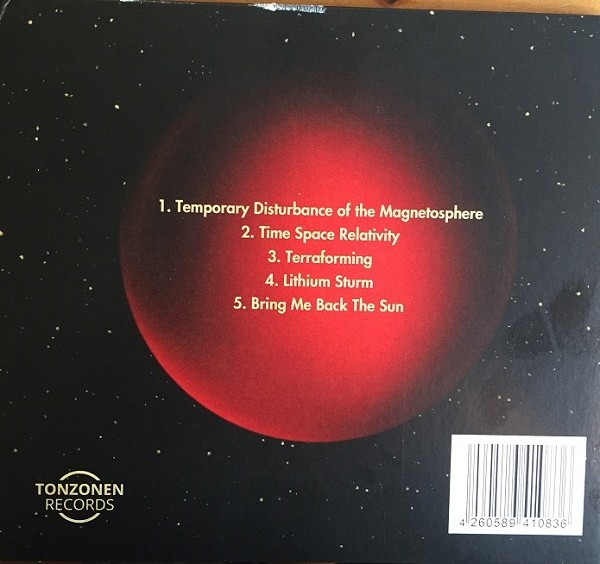 1. Temporary Disturbance of the Magnetosphere
2. Time Space Relativity
3. Terraforming
4. Lithium Sturm
5. Bring Me Back The Sun
TONZONEN
RECORDS
4 260589 410836